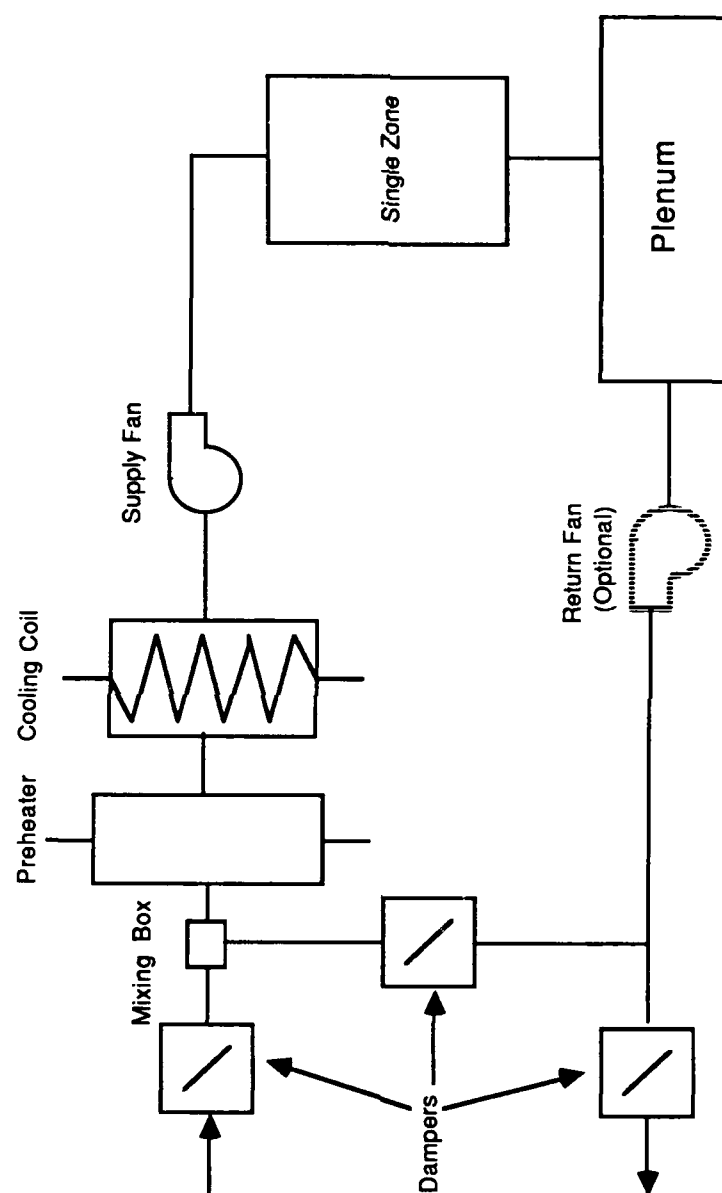 Preheater
Cooling Coil
Mixing Box
Supply Fan
Single Zone
Dampers
Return Fan
(Optional)
Plenum